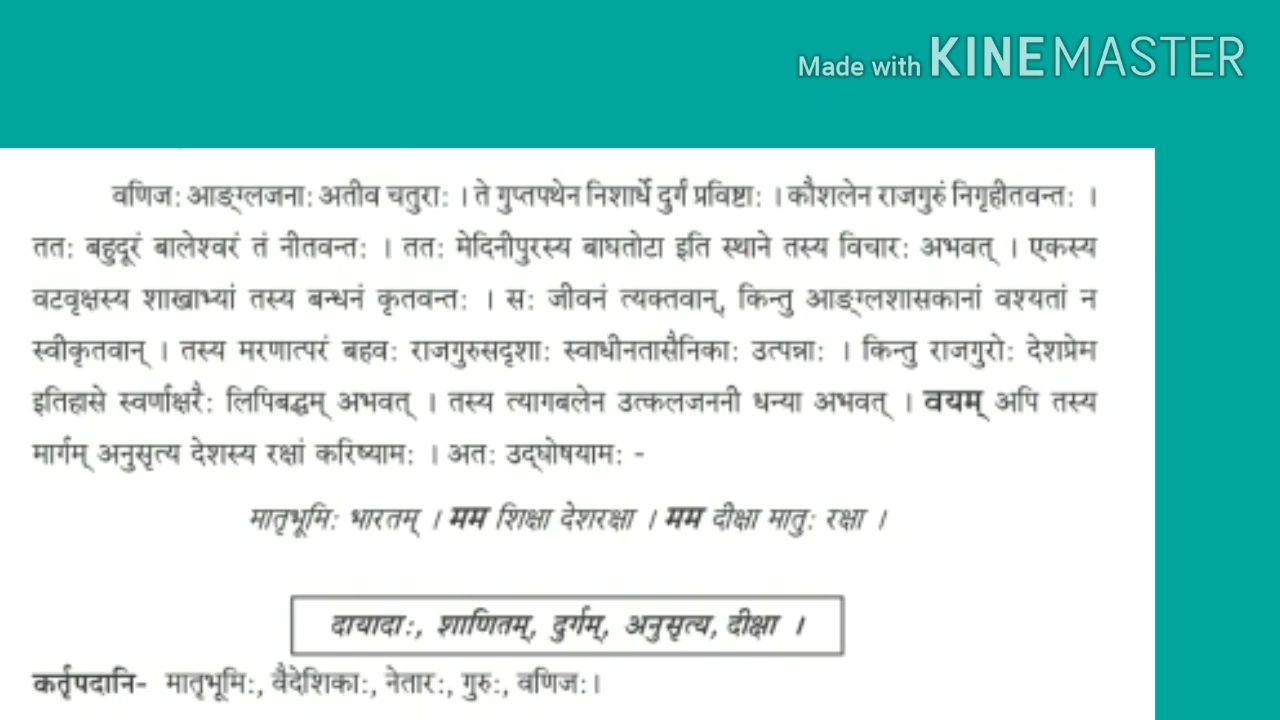 Made with KINEMASTER
वणिजः आङ्ग्लजनाः अतीव चतुराः । ते गुप्तपथेन निशार्धे दुर्गं प्रविष्टाः । कौशलेन राजगुरुं निगृहीतवन्तः ।
ततः बहुदूरं बालेश्वरं तं नीतवन्तः । ततः मेदिनीपुरस्य बाघतोटा इति स्थाने तस्य विचारः अभवत् । एकस्य
वटवृक्षस्य शाखाभ्यां तस्य बन्धनं कृतवन्तः । सः जीवनं त्यक्तवान्, किन्तु आङ्ग्लशासकानां वश्यतां न
स्वीकृतवान् । तस्य मरणात्परं बहवः राजगुरुसदृशाः स्वाधीनतासैनिकाः उत्पन्नाः । किन्तु राजगुरोः देशप्रेम
इतिहासे स्वर्णाक्षरैः लिपिबद्धम् अभवत् । तस्य त्यागबलेन उत्कलजननी धन्या अभवत् । वयम् अपि तस्य
मार्गम् अनुसृत्य देशस्य रक्षां करिष्यामः । अतः उद्घोषयामः -
मातृभूमिः भारतम् । मम शिक्षा देशरक्षा । मम दीक्षा मातुः रक्षा ।
दायादाः, शाणितम्, दुर्गम्, अनुसृत्य, दीक्षा ।
कर्तृपदानि- मातृभूमिः, वैदेशिकाः, नेतारः, गुरुः, वणिजः।